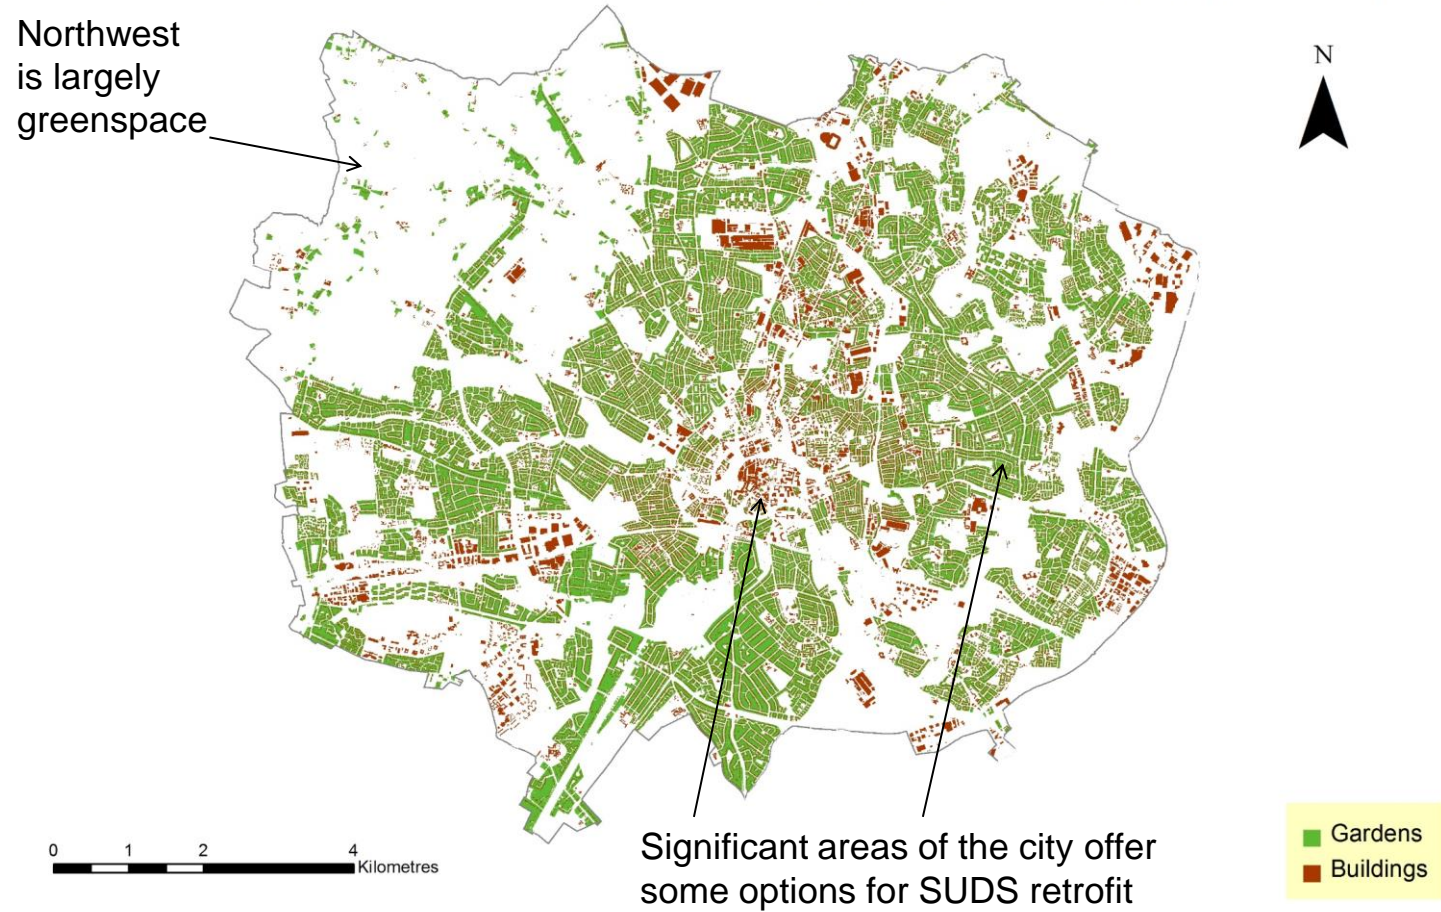 Northwest
is largely
greenspace
N
0 1 2 4
Kilometres
Significant areas of the city offer
some options for SUDS retrofit
Gardens
Buildings